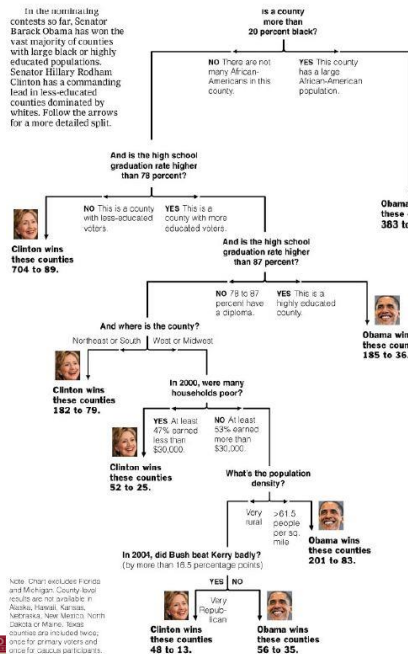 In the nominating
contests so far, Senator
Barack Obama has won the
vast majority of counties
with large black or highly
educated populations.
Senator Hillary Rodham
Clinton has a commanding
lead in less-educated
counties dominated by
whites. Follow the arrows
for a more detailed split.
Is a county
more than
20 percent black?
NO There are not
many African-
Americans in this
county.
YES This county
has a large
African-American
population.
And is the high school
graduation rate higher
than 78 percent?
Obama
these
383 to
NO This is a county
with less-educated
voters.
YES This is a
county with more
educated voters.
Clinton wins
these counties
704 to 89.
And is the high school
graduation rate higher
than 87 percent?
NO 78 to 87
percent have
a diploma.
YES This is a
highly educated
county.
Obama win
these coun
185 to 36.
And where is the county?
Northeast or South
West or Midwest
Clinton wins
these counties
182 to 79.
In 2000, were many
households poor?
YES At least
47% earned
less than
$30,000.
NO At least
53% earned
more than
$30,000.
Clinton wins
these counties
52 to 25.
What's the population
density?
Very
rural
>61.5
people
per sq.
mile
Obama wins
these counties
201 to 83.
In 2004, did Bush beat Kerry badly?
(by more than 16.5 percentage points)
YES
NO
Very
Repub-
lican
Clinton wins
these counties
48 to 13.
Obama wins
these counties
56 to 35.
Note: Chart excludes Florida
and Michigan. County-level
results are not available in
Alaska, Hawaii, Kansas,
Nebraska, New Mexico, North
Dakota or Maine. Texas
counties are included twice;
once for primary voters and
once for caucus participants.